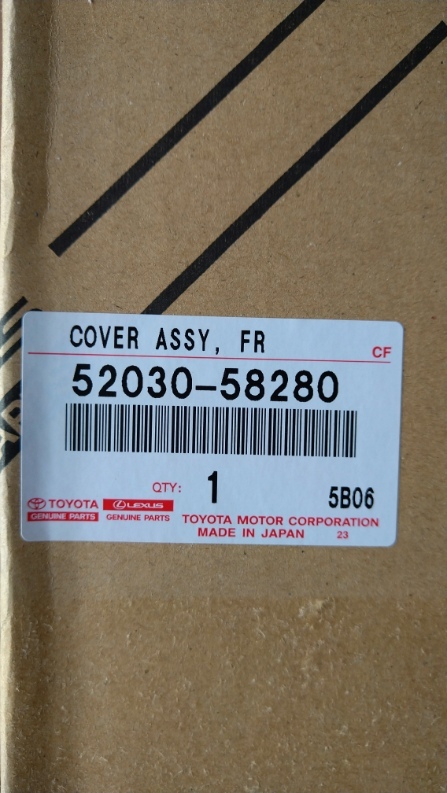 COVER ASSY, FR
CF
52030-58280
QTY: 1
5B06
TOYOTA
GENUINE PARTS
LEXUS
GENUINE PARTS
TOYOTA MOTOR CORPORATION
MADE IN JAPAN 23